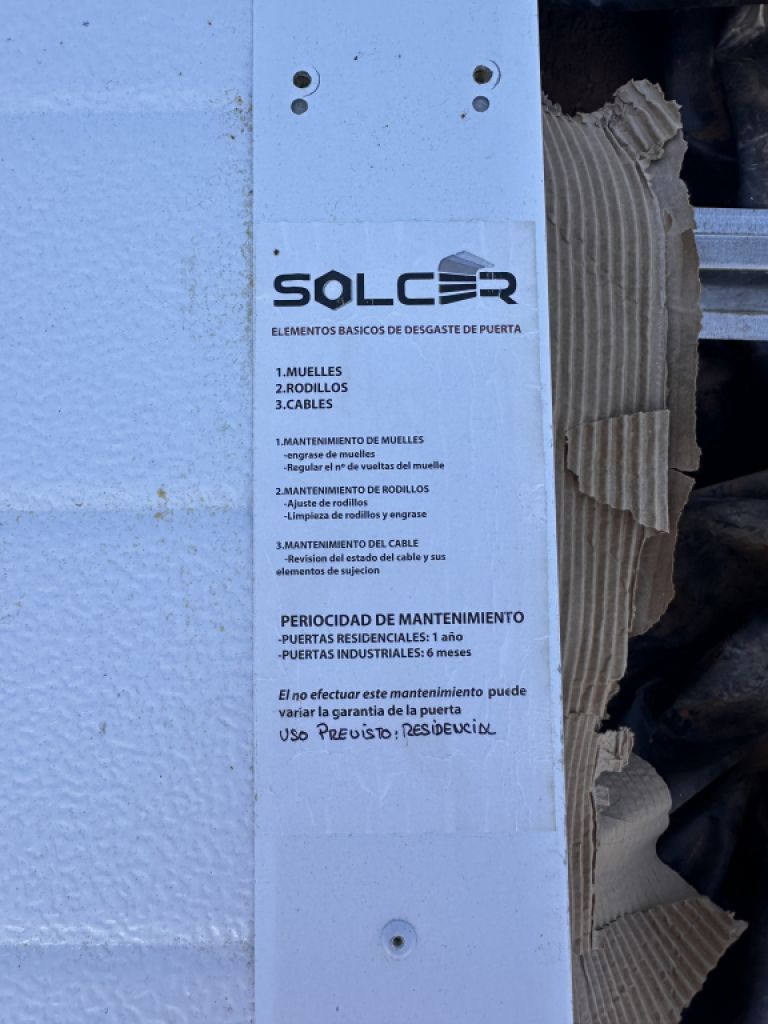 SOLCER
ELEMENTOS BASICOS DE DESGASTE DE PUERTA
1.MUELLES
2.RODILLOS
3.CABLES
1.MANTENIMIENTO DE MUELLES
-engrase de muelles
-Regular el nº de vueltas del muelle
2.MANTENIMIENTO DE RODILLOS
-Ajuste de rodillos
-Limpieza de rodillos y engrase
3.MANTENIMIENTO DEL CABLE
-Revision del estado del cable y sus
elementos de sujecion
PERIOCIDAD DE MANTENIMIENTO
-PUERTAS RESIDENCIALES: 1 año
-PUERTAS INDUSTRIALES: 6 meses
El no efectuar este mantenimiento puede
variar la garantia de la puerta
USO PREVISTO: RESIDENCIAL